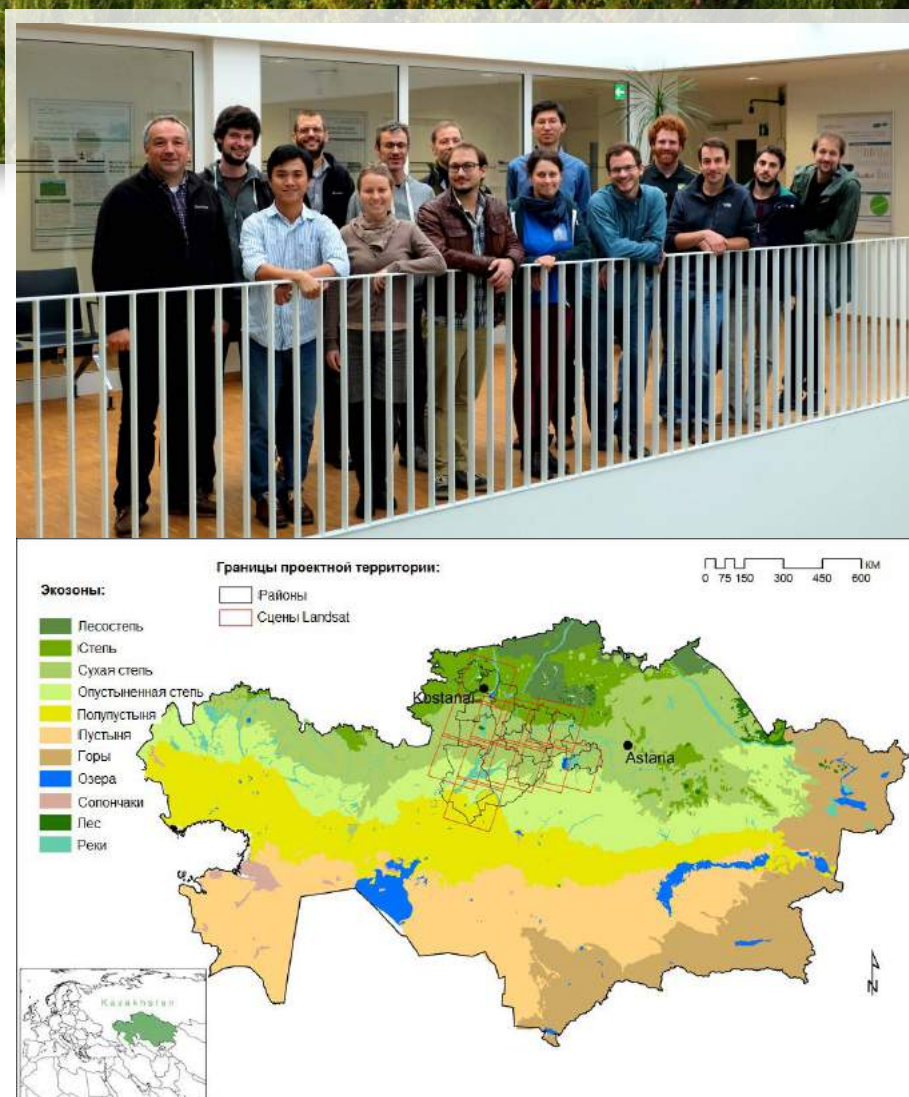 Границы проектной территории:
Районы
Сцены Landsat
КМ
0 75 150 300 450 600
Экозоны:
Лесостепь
Степь
Сухая степь
Опустыненная степь
Полупустыня
Пустыня
Горы
Озера
Солончаки
Лес
Реки
Kostanai
Astana
N
Kazakhstan